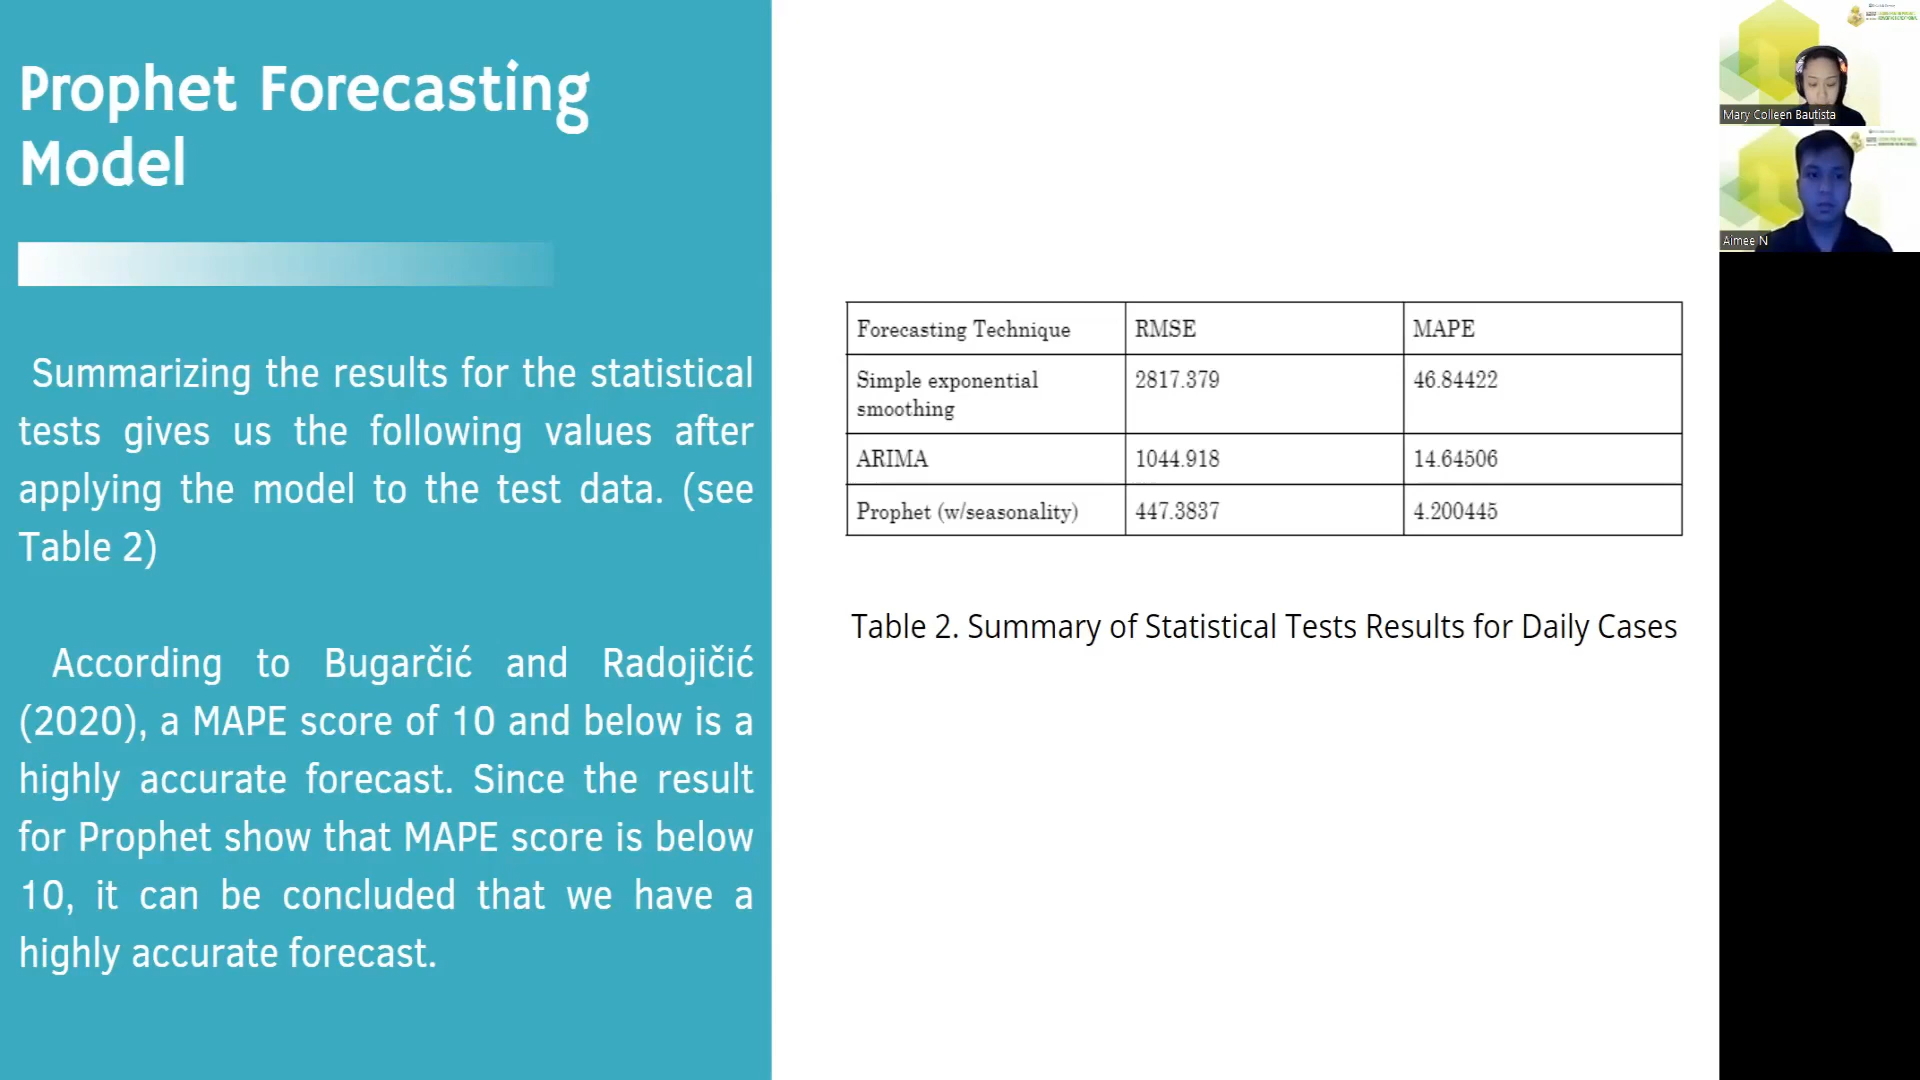 Prophet Forecasting
Model
Summarizing the results for the statistical
tests gives us the following values after
applying the model to the test data. (see
Table 2)
According to Bugarčić and Radojičić
(2020), a MAPE score of 10 and below is a
highly accurate forecast. Since the result
for Prophet show that MAPE score is below
10, it can be concluded that we have a
highly accurate forecast.
Forecasting Technique RMSE MAPE
Simple exponential 2817.379 46.84422
smoothing
ARIMA 1044.918 14.64506
Prophet (w/seasonality) 447.3837 4.200445
Table 2. Summary of Statistical Tests Results for Daily Cases
Mary Colleen Bautista
Aimee N